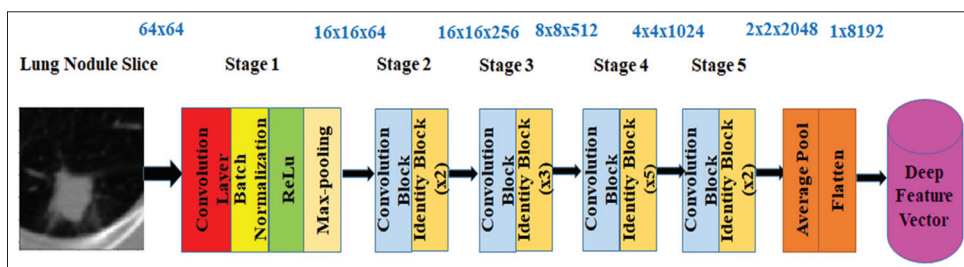 64x64
16x16x64
16x16x256
8x8x512
4x4x1024
2x2x2048
1x8192
Lung Nodule Slice
Stage 1
Stage 2
Stage 3
Stage 4
Stage 5
Convolution
Layer
Batch
Normalization
ReLu
Max-pooling
Convolution
Block
Identity Block
(x2)
Convolution
Block
Identity Block
(x3)
Convolution
Block
Identity Block
(x5)
Convolution
Block
Identity Block
(x2)
Average Pool
Flatten
Deep
Feature
Vector